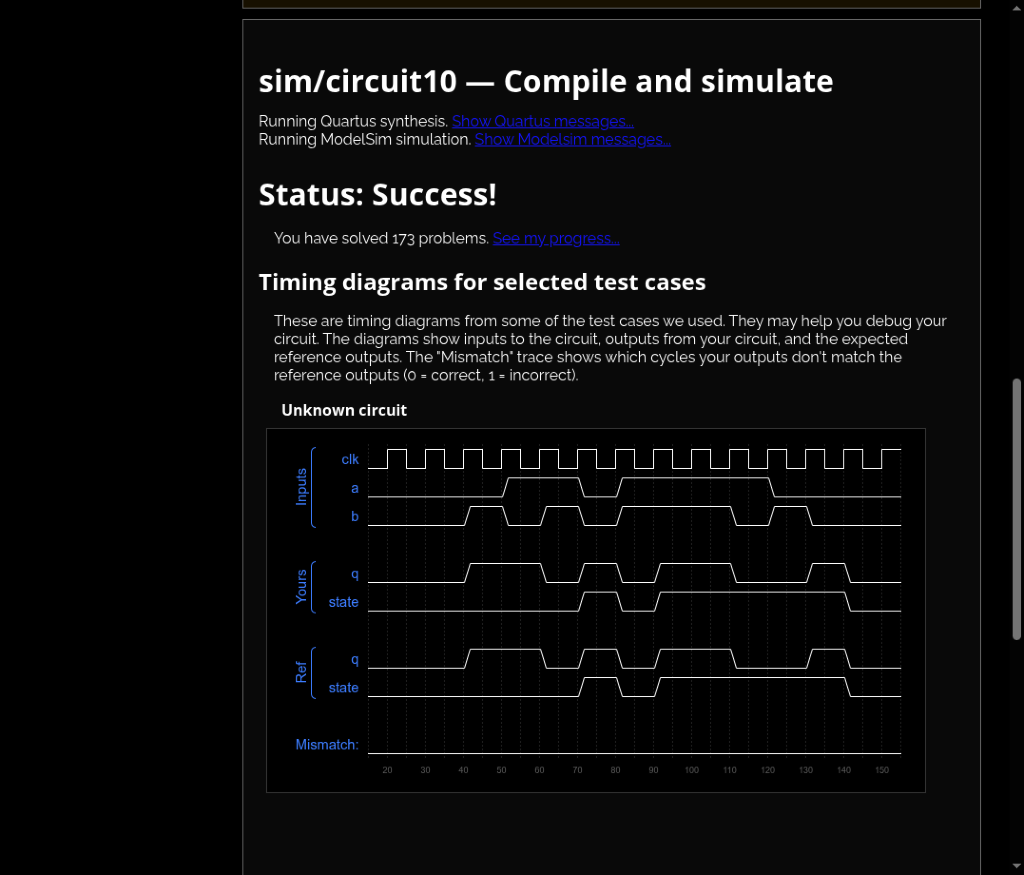 sim/circuit10 — Compile and simulate
Running Quartus synthesis. Show Quartus messages...
Running ModelSim simulation. Show Modelsim messages...
Status: Success!
You have solved 173 problems. See my progress...
Timing diagrams for selected test cases
These are timing diagrams from some of the test cases we used. They may help you debug your
circuit. The diagrams show inputs to the circuit, outputs from your circuit, and the expected
reference outputs. The "Mismatch" trace shows which cycles your outputs don't match the
reference outputs (0 = correct, 1 = incorrect).
Unknown circuit
Inputs
clk
a
b
Yours
q
state
Ref
q
state
Mismatch:
20 30 40 50 60 70 80 90 100 110 120 130 140 150